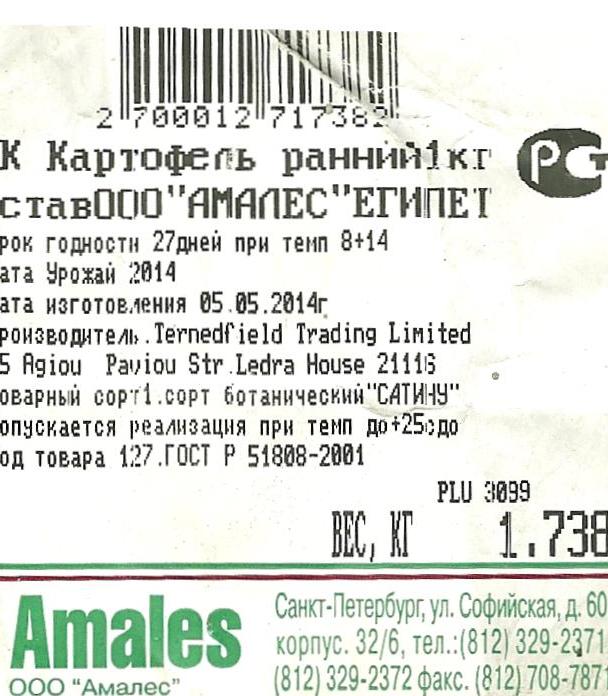 2 700012 717382
К Картофель ранний1кг
РСТ
ставООО"АМАЛЕС"ЕГИПЕТ
рок годности 27дней при темп 8+14
ата Урожай 2014
ата изготовления 05.05.2014г
роизводитель.Ternedfield Trading Limited
5 Agiou Paviou Str.Ledra House 21116
оварный сорт1.сорт ботанический"САТИНУ"
опускается реализация при темп до+25сдо
од товара 127.ГОСТ Р 51808-2001
PLU 3099
ВЕС, КГ 1.738
Amales
ООО "Амалес"
Санкт-Петербург, ул. Софийская, д. 60
корпус. 32/6, тел.:(812) 329-2371,
(812) 329-2372 факс. (812) 708-7871